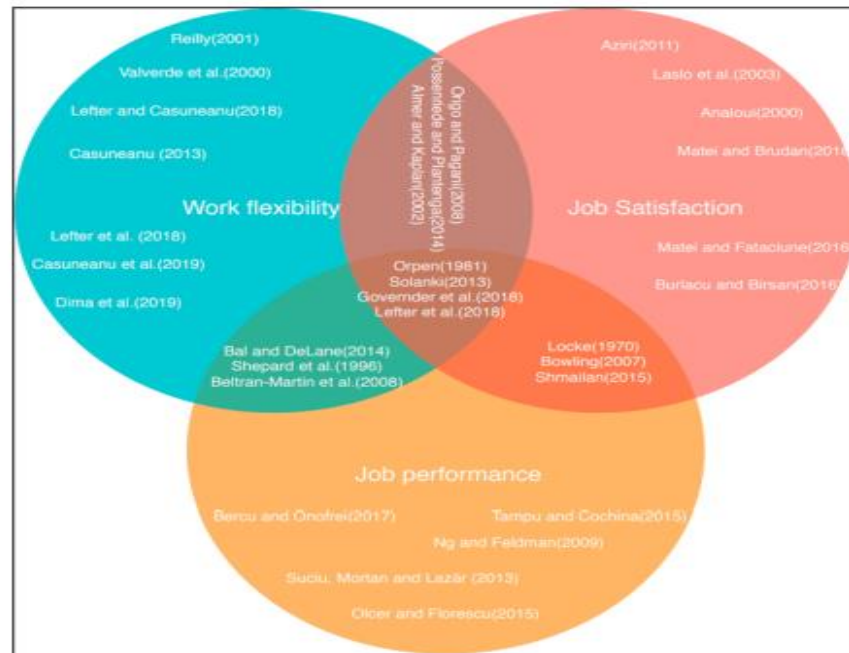 Reilly(2001)
Valverde et al.(2000)
Lefter and Casuneanu(2018)
Casuneanu (2013)
Work flexibility
Lefter et al. (2018)
Casuneanu et al.(2019)
Dima et al.(2019)
Origo and Pagani(2008)
Possenriede and Plantenga(2014)
Almer and Kaplan(2002)
Aziri(2011)
Laslo et al.(2003)
Analoui(2000)
Matei and Brudan(2016
Job Satisfaction
Matei and Fataciune(2016
Burlacu and Birsan(2016)
Orpen(1981)
Solanki(2013)
Governder et al.(2018)
Lefter et al.(2018)
Bal and DeLane(2014)
Shepard et al.(1996)
Beltran-Martin et al.(2008)
Locke(1970)
Bowling(2007)
Shmailan(2015)
Job performance
Bercu and Onofrei(2017)
Tampu and Cochina(2015)
Ng and Feldman(2009)
Suciu, Mortan and Lazăr (2013)
Olcer and Florescu(2015)